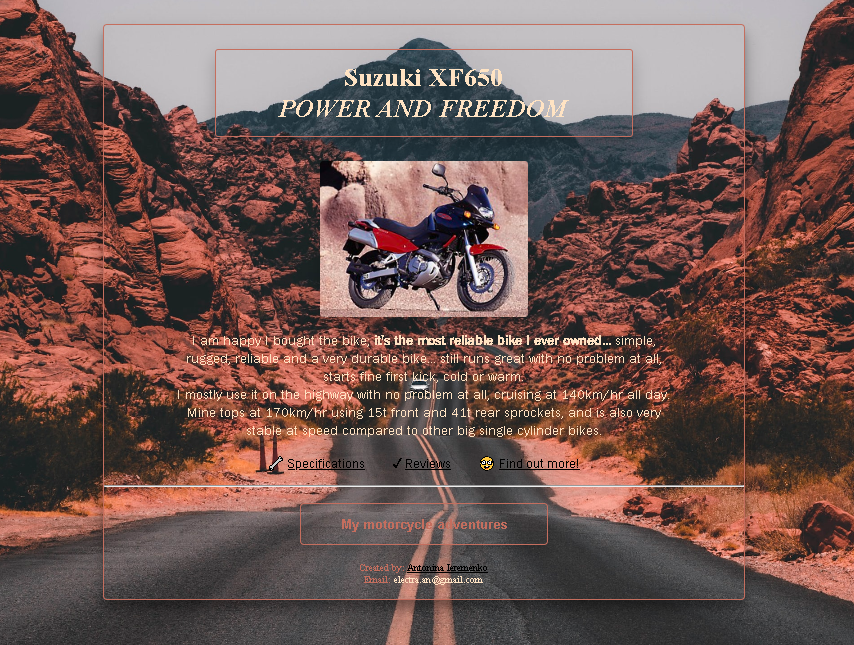 Suzuki XF650
POWER AND FREEDOM
I am happy I bought the bike, it's the most reliable bike I ever owned... simple,
rugged, reliable and a very durable bike... still runs great with no problem at all,
starts fine first kick, cold or warm.
I mostly use it on the highway with no problem at all, cruising at 140km/hr all day.
Mine tops at 170km/hr using 15t front and 41t rear sprockets, and is also very
stable at speed compared to other big single cylinder bikes.
Specifications Reviews Find out more!
My motorcycle adventures
Created by: Antonina Ieremenko
Email: electra.an@gmail.com